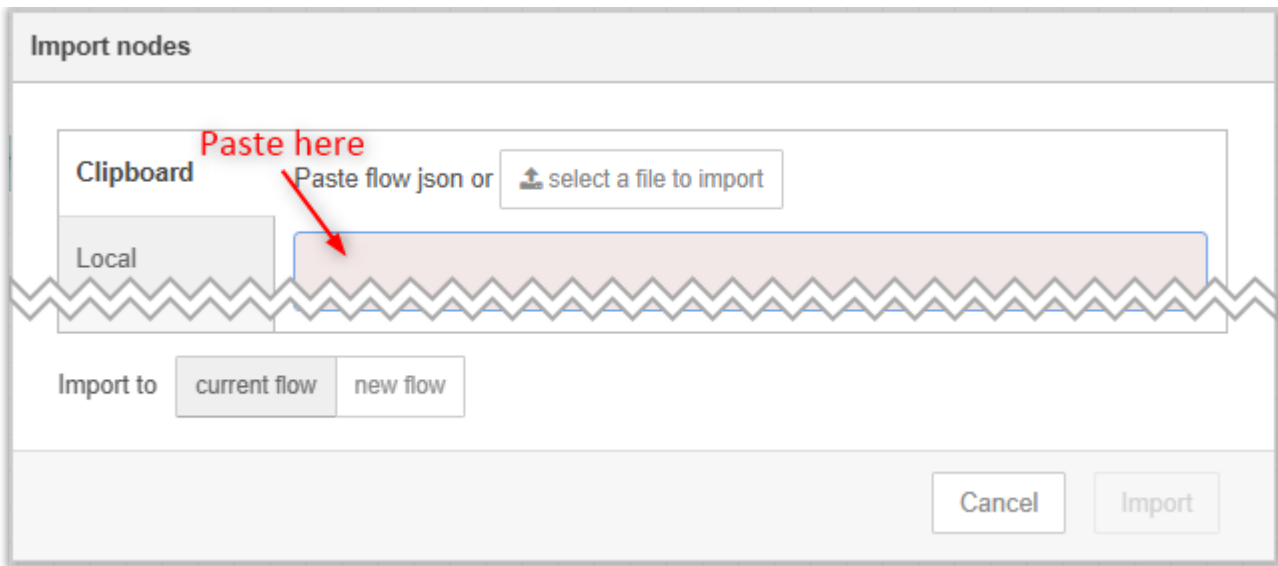 Import nodes
Paste here
Clipboard
Paste flow json or select a file to import
Local
Import to current flow new flow
Cancel Import